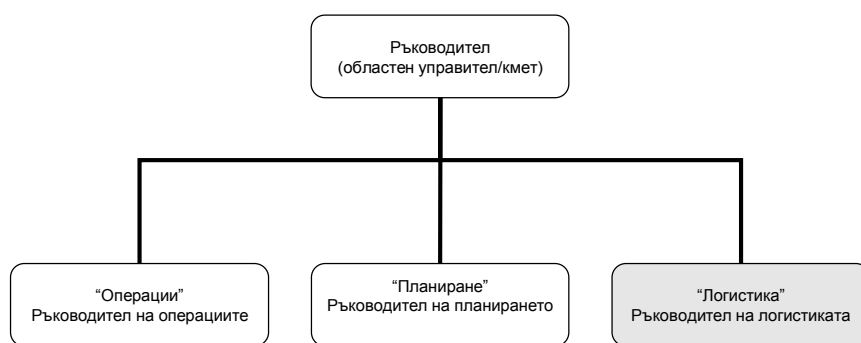 Ръководител
(областен управител/кмет)
“Операции”
Ръководител на операциите
“Планиране”
Ръководител на планирането
“Логистика”
Ръководител на логистиката